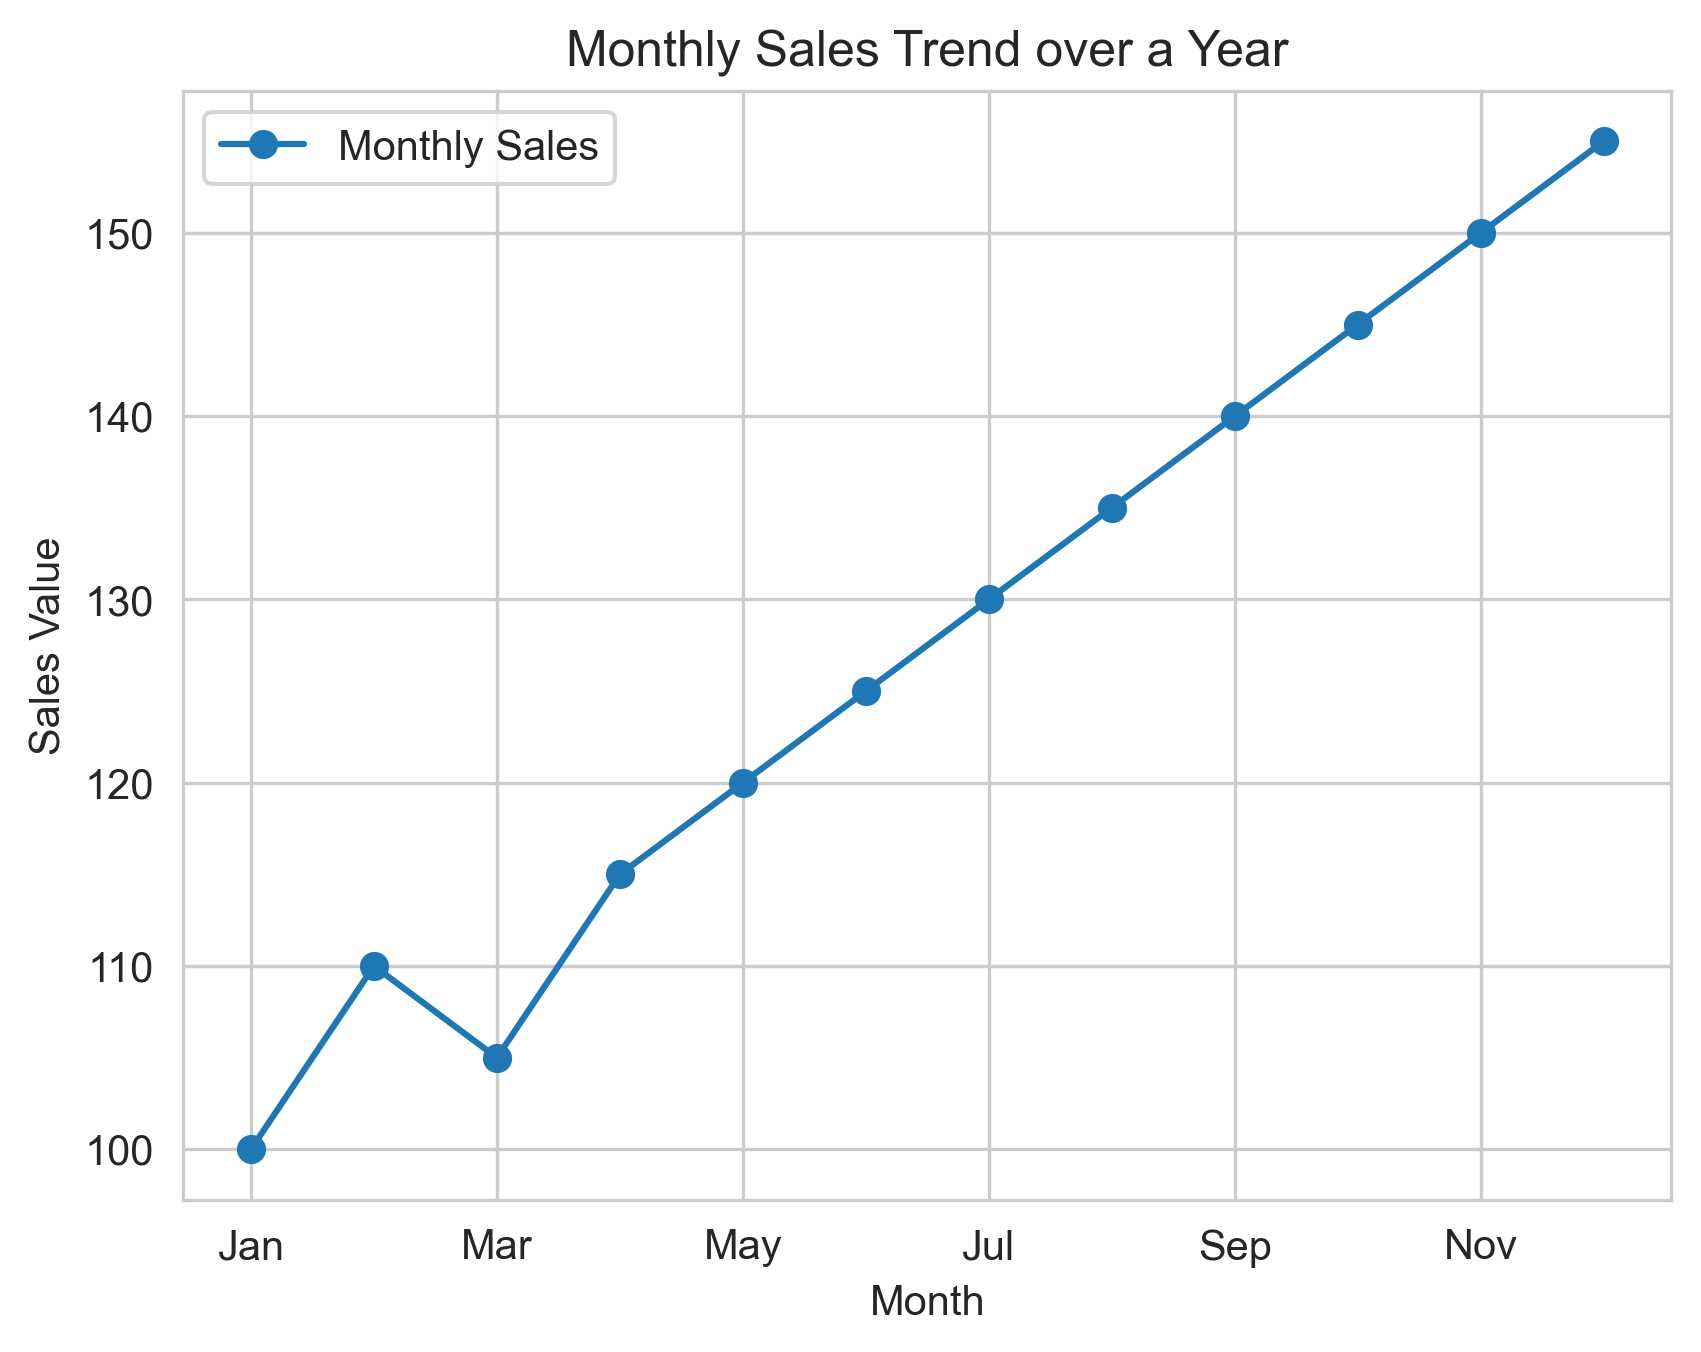 Monthly Sales Trend over a Year
Monthly Sales
150
140
130
120
110
100
Sales Value
Jan Mar May Jul Sep Nov
Month